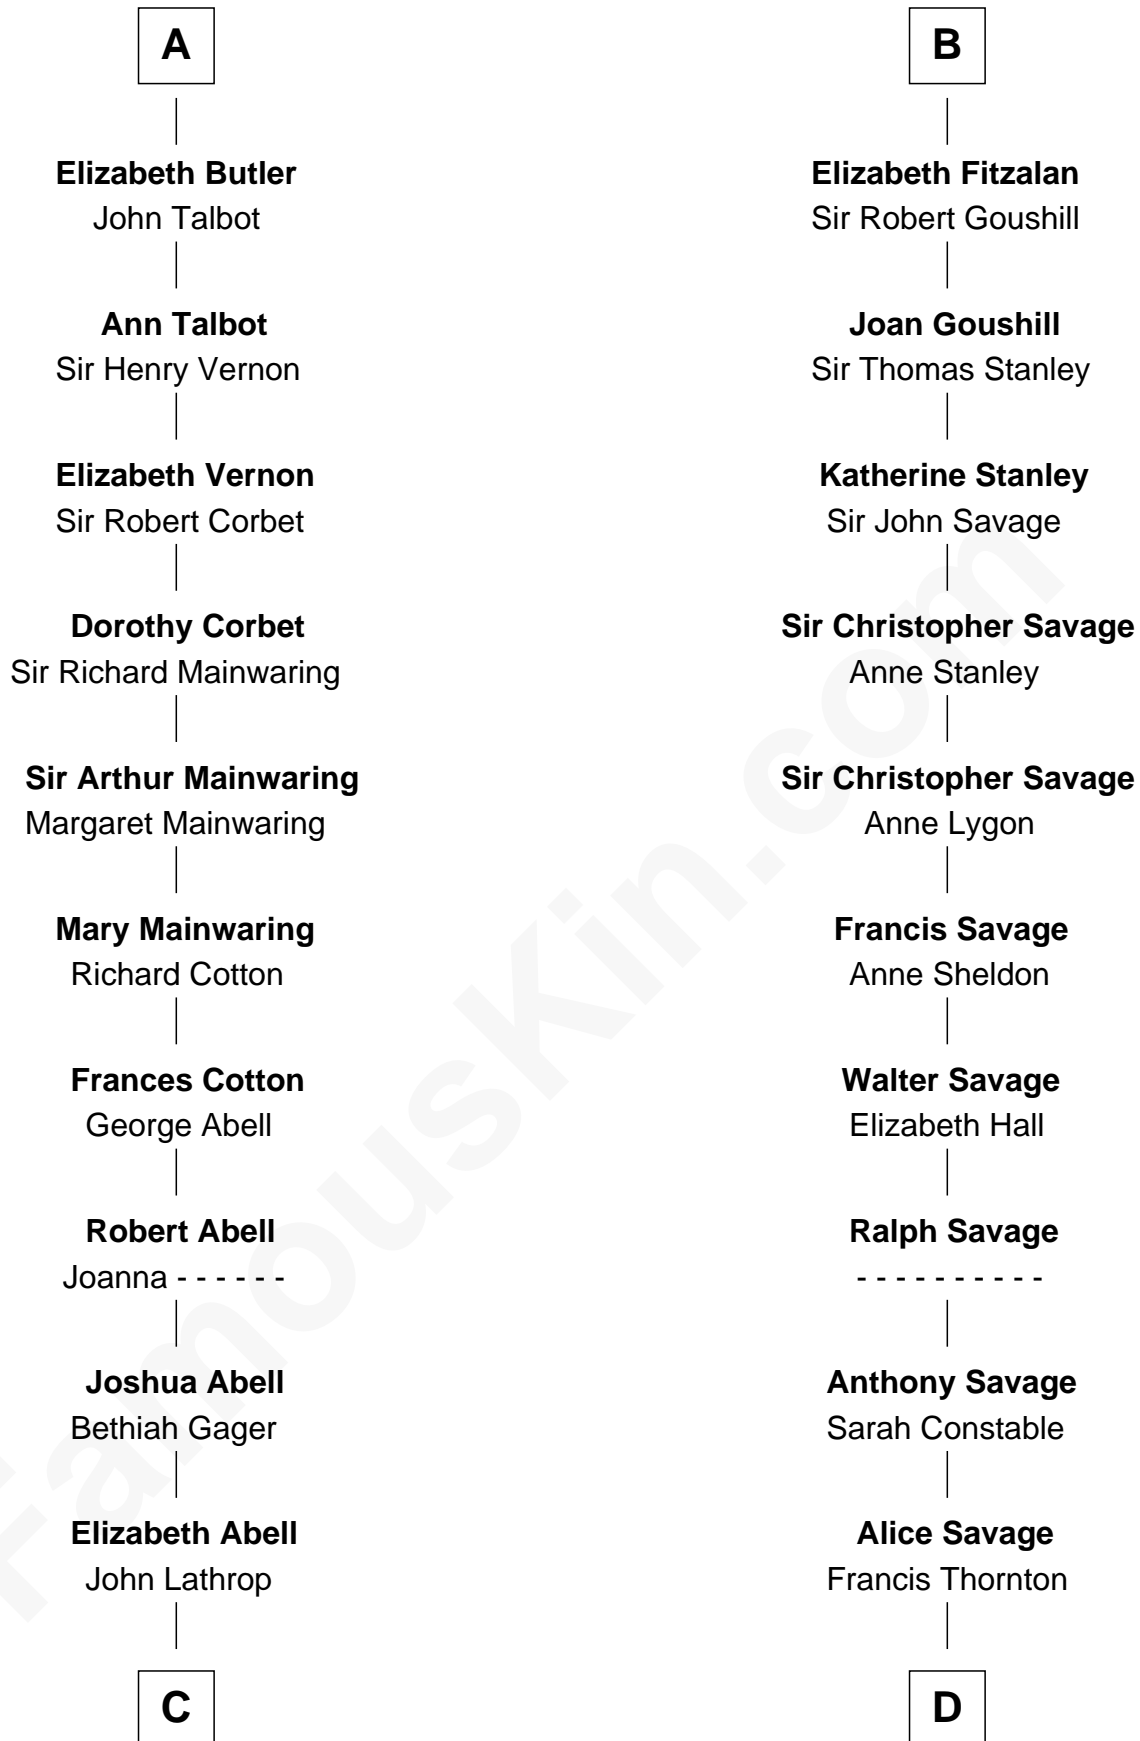 A
Elizabeth Butler
John Talbot
Ann Talbot
Sir Henry Vernon
Elizabeth Vernon
Sir Robert Corbet
Dorothy Corbet
Sir Richard Mainwaring
Sir Arthur Mainwaring
Margaret Mainwaring
Mary Mainwaring
Richard Cotton
Frances Cotton
George Abell
Robert Abell
Joanna - - - - - -
Joshua Abell
Bethiah Gager
Elizabeth Abell
John Lathrop
C
B
Elizabeth Fitzalan
Sir Robert Goushill
Joan Goushill
Sir Thomas Stanley
Katherine Stanley
Sir John Savage
Sir Christopher Savage
Anne Stanley
Sir Christopher Savage
Anne Lygon
Francis Savage
Anne Sheldon
Walter Savage
Elizabeth Hall
Ralph Savage
- - - - - - - - - -
Anthony Savage
Sarah Constable
Alice Savage
Francis Thornton
D
FamousKin.com